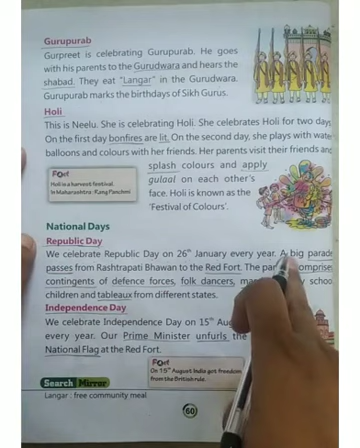 Gurupurab
Gurpreet is celebrating Gurupurab. He goes
with his parents to the Gurudwara and hears the
shabad. They eat "Langar" in the Gurudwara.
Gurupurab marks the birthdays of Sikh Gurus.
Holi
This is Neelu. She is celebrating Holi. She celebrates Holi for two days
On the first day bonfires are lit. On the second day, she plays with wate
balloons and colours with her friends. Her parents visit their friends and
splash colours and apply
gulaal on each other's
face. Holi is known as the
'Festival of Colours'.
Fact
Holi is a harvest festival
in Maharashtra - Rang Panchmi
National Days
Republic Day
We celebrate Republic Day on 26th January every year. A big parade
passes from Rashtrapati Bhawan to the Red Fort. The comprise
contingents of defence forces, folk dancers, schoo
children and tableaux from different states.
Independence Day
We celebrate Independence Day on 15th
every year. Our Prime Minister unfurls the
National Flag at the Red Fort.
Fact
On 15th August India got freedom
from the British rule.
Search Mirror
Langar : free community meal
60